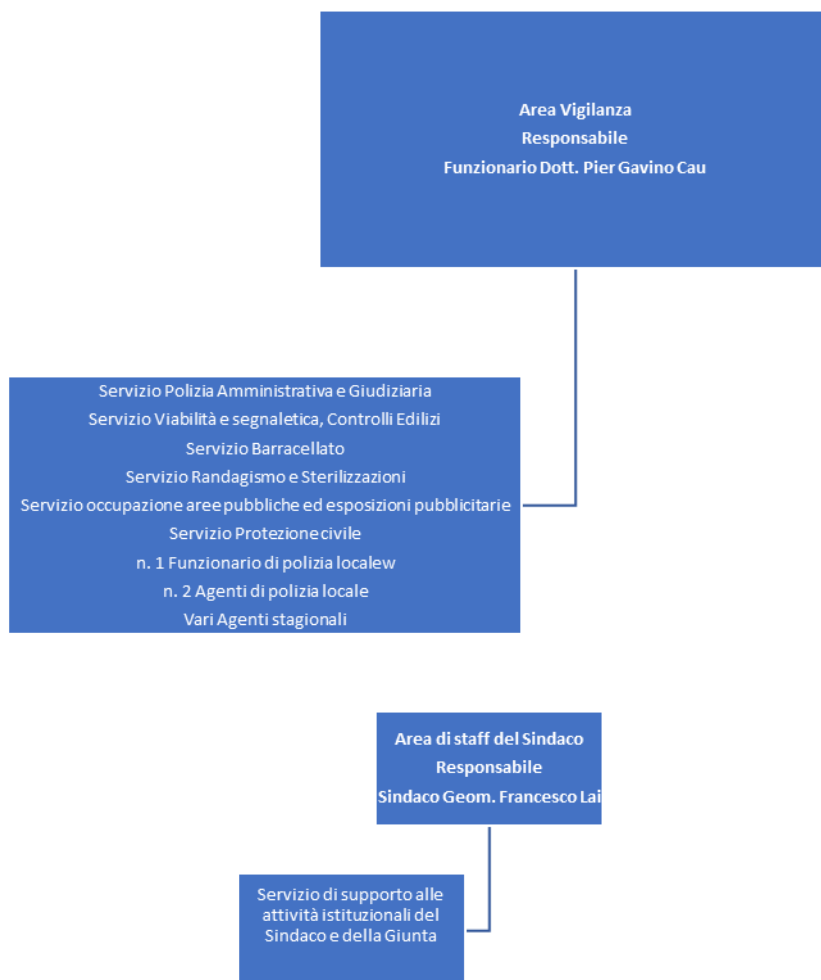 Area Vigilanza
Responsabile
Funzionario Dott. Pier Gavino Cau
Servizio Polizia Amministrativa e Giudiziaria
Servizio Viabilità e segnaletica, Controlli Edilizi
Servizio Barracellato
Servizio Randagismo e Sterilizzazioni
Servizio occupazione aree pubbliche ed esposizioni pubblicitarie
Servizio Protezione civile
n. 1 Funzionario di polizia localew
n. 2 Agenti di polizia locale
Vari Agenti stagionali
Area di staff del Sindaco
Responsabile
Sindaco Geom. Francesco Lai
Servizio di supporto alle
attività istituzionali del
Sindaco e della Giunta